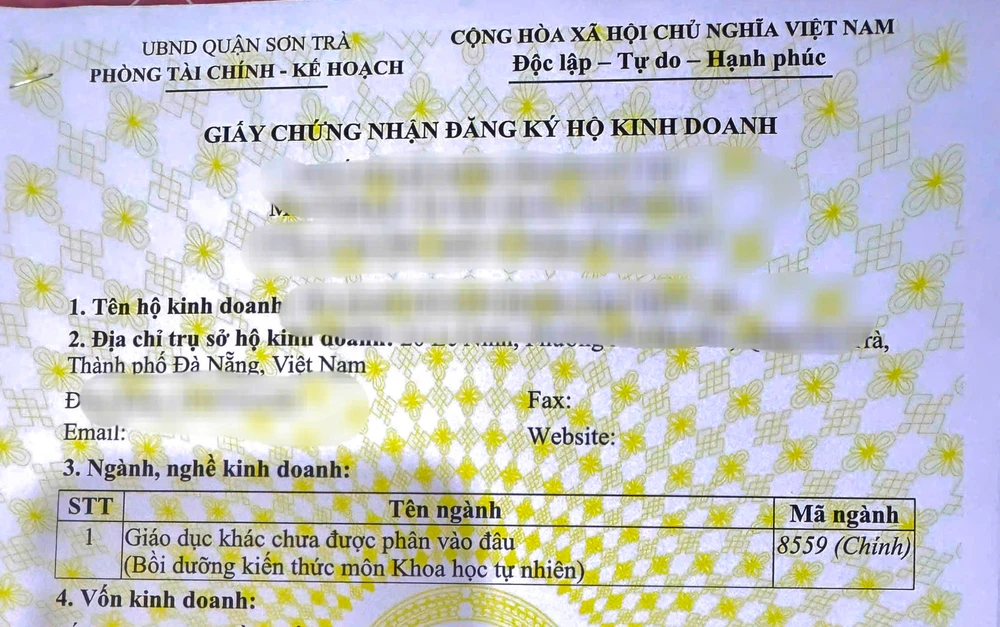 UBND QUẬN SƠN TRÀ
PHÒNG TÀI CHÍNH - KẾ HOẠCH
CỘNG HÒA XÃ HỘI CHỦ NGHĨA VIỆT NAM
Độc lập – Tự do – Hạnh phúc
GIẤY CHỨNG NHẬN ĐĂNG KÝ HỘ KINH DOANH
1. Tên hộ kinh doanh
2. Địa chỉ trụ sở hộ kinh doanh:
Thành phố Đà Nẵng, Việt Nam
Fax:
Email:
Website:
3. Ngành, nghề kinh doanh:
STT Tên ngành Mã ngành
1 Giáo dục khác chưa được phân vào đâu 8559 (Chính)
(Bồi dưỡng kiến thức môn Khoa học tự nhiên)
4. Vốn kinh doanh: